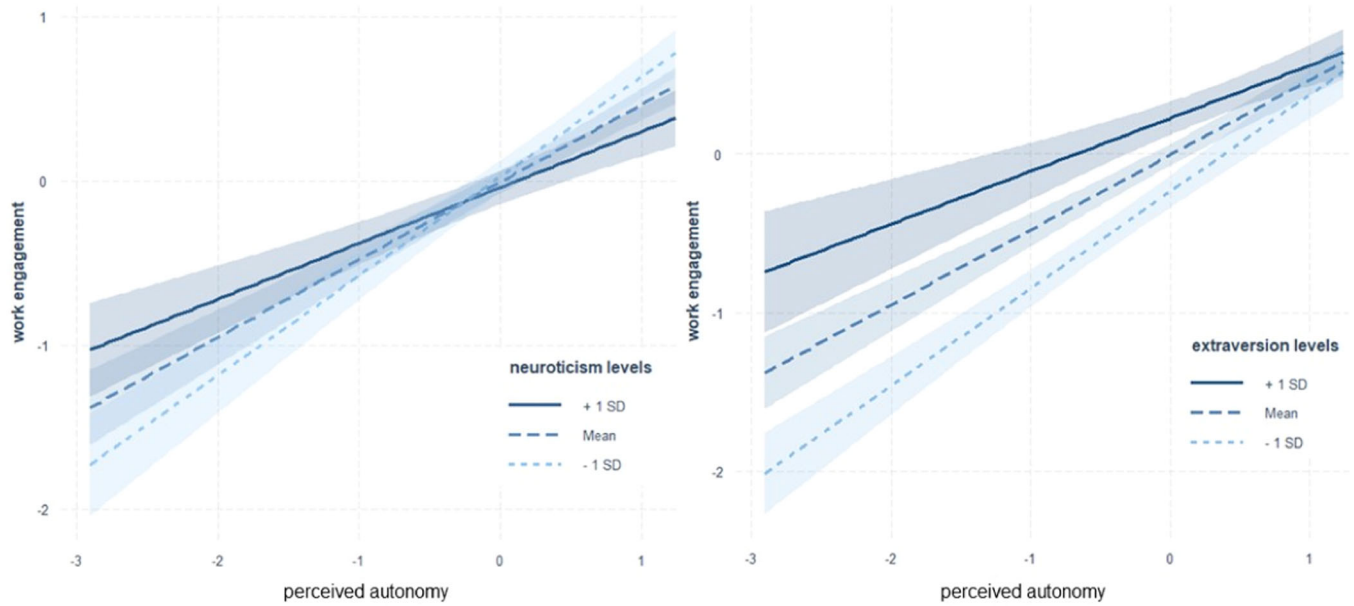 1
0
-1
-2
work engagement
-3
-2
-1
0
1
perceived autonomy
neuroticism levels
+ 1 SD
Mean
- 1 SD
0
-1
-2
work engagement
-3
-2
-1
0
1
perceived autonomy
extraversion levels
+ 1 SD
Mean
- 1 SD